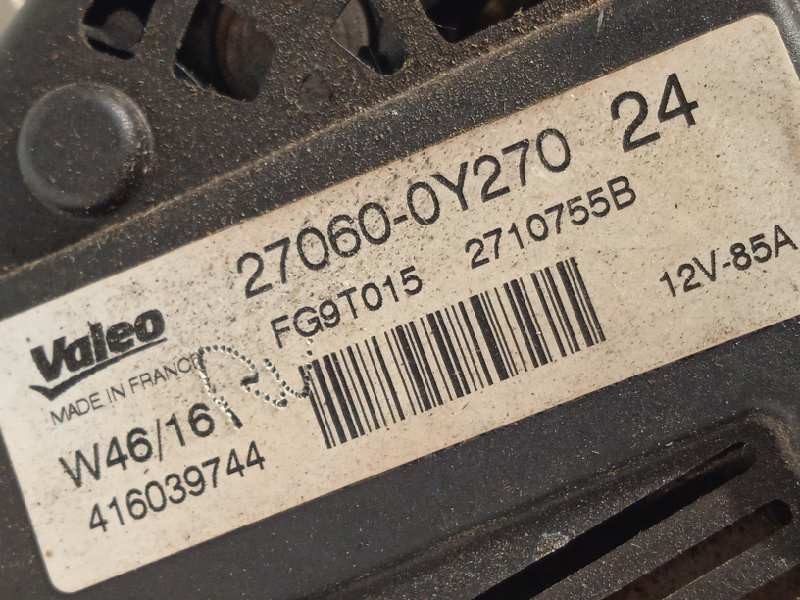 27060-0Y270 24
FG9T015 2710755B
12V-85A
Valeo
MADE IN FRANCE
W46/16
416039744